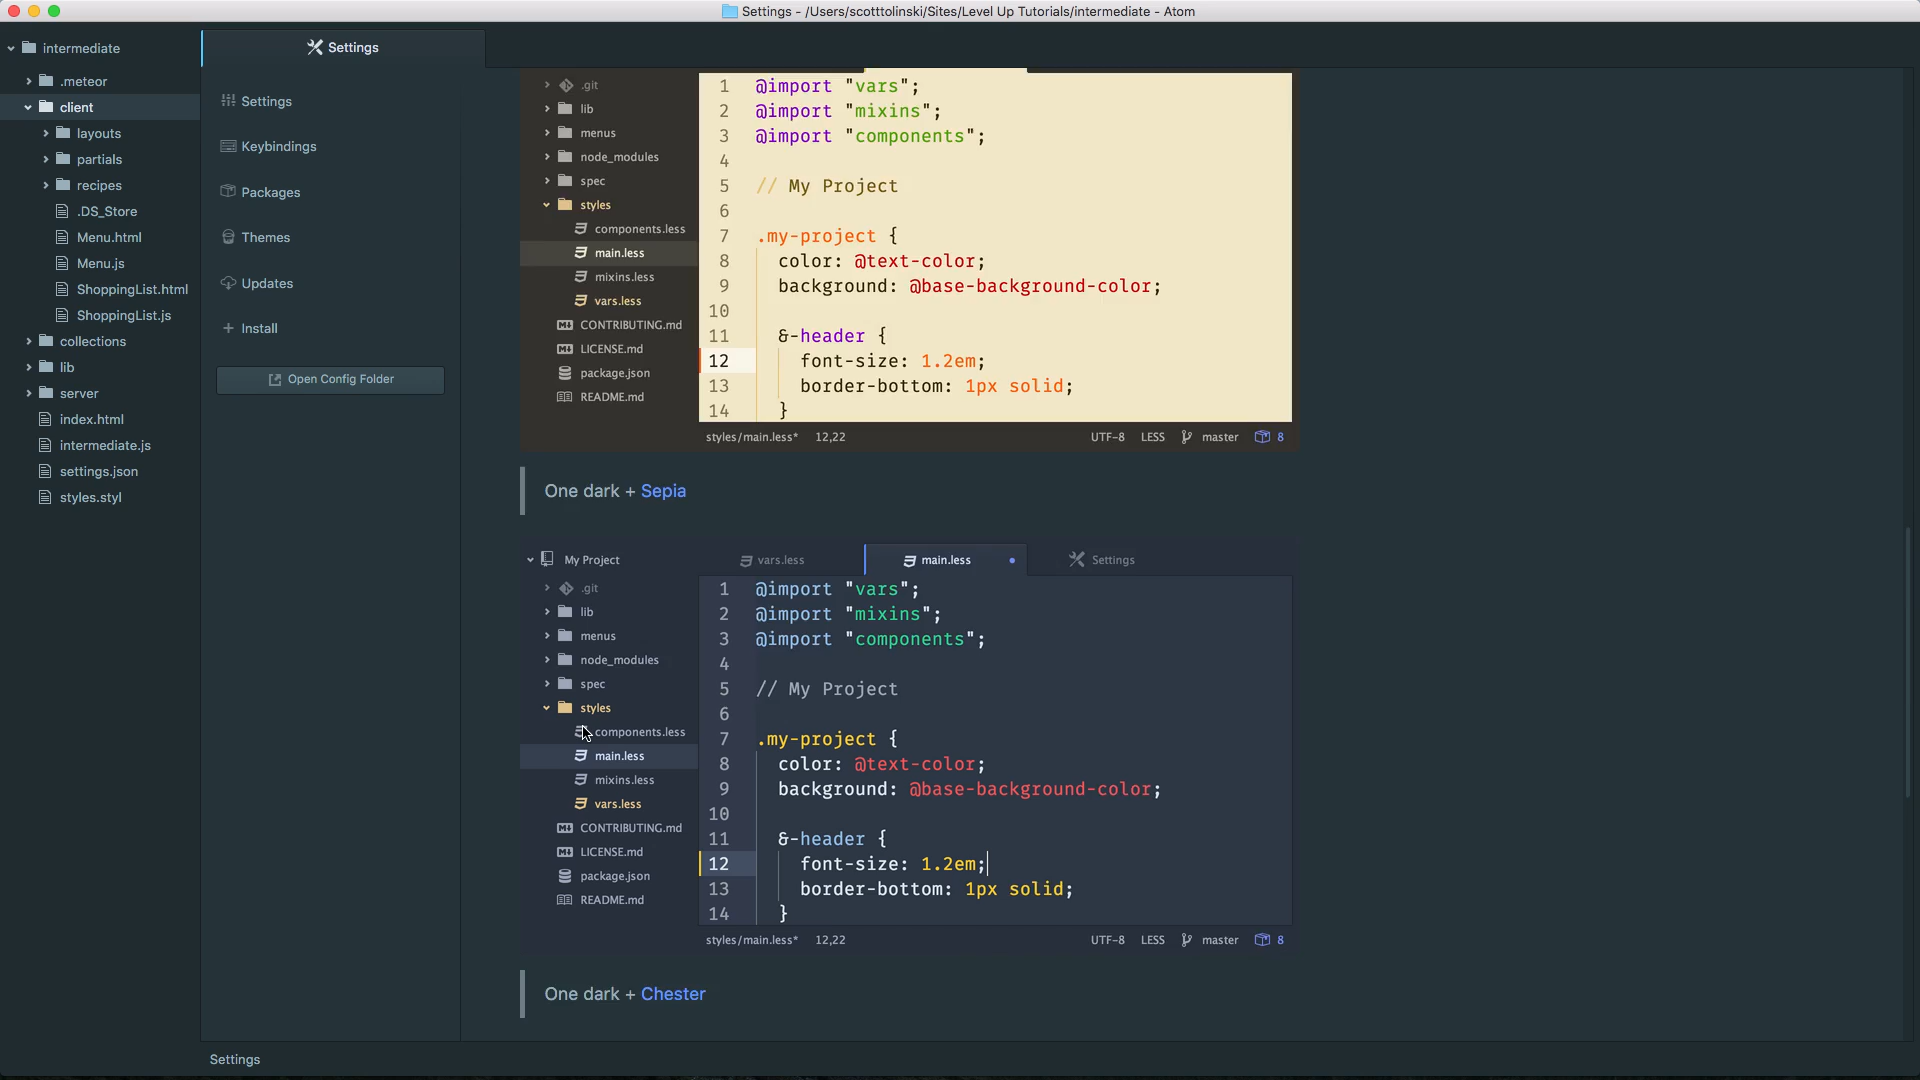 Settings - /Users/scotttolinski/Sites/Level Up Tutorials/intermediate - Atom
intermediate
.meteor
client
layouts
partials
recipes
.DS_Store
Menu.html
Menu.js
ShoppingList.html
ShoppingList.js
collections
lib
server
index.html
intermediate.js
settings.json
styles.styl
Settings
Settings
Keybindings
Packages
Themes
Updates
Install
Open Config Folder
.git
lib
menus
node_modules
spec
styles
components.less
main.less
mixins.less
vars.less
CONTRIBUTING.md
LICENSE.md
package.json
README.md
1 @import "vars";
2 @import "mixins";
3 @import "components";
4
5 // My Project
6
7 .my-project {
8 color: @text-color;
9 background: @base-background-color;
10
11 &-header {
12 font-size: 1.2em;
13 border-bottom: 1px solid;
14 }
styles/main.less* 12,22 UTF-8 LESS master 8
One dark + Sepia
My Project
vars.less main.less Settings
.git
lib
menus
node_modules
spec
styles
components.less
main.less
mixins.less
vars.less
CONTRIBUTING.md
LICENSE.md
package.json
README.md
1 @import "vars";
2 @import "mixins";
3 @import "components";
4
5 // My Project
6
7 .my-project {
8 color: @text-color;
9 background: @base-background-color;
10
11 &-header {
12 font-size: 1.2em;
13 border-bottom: 1px solid;
14 }
styles/main.less* 12,22 UTF-8 LESS master 8
One dark + Chester
Settings